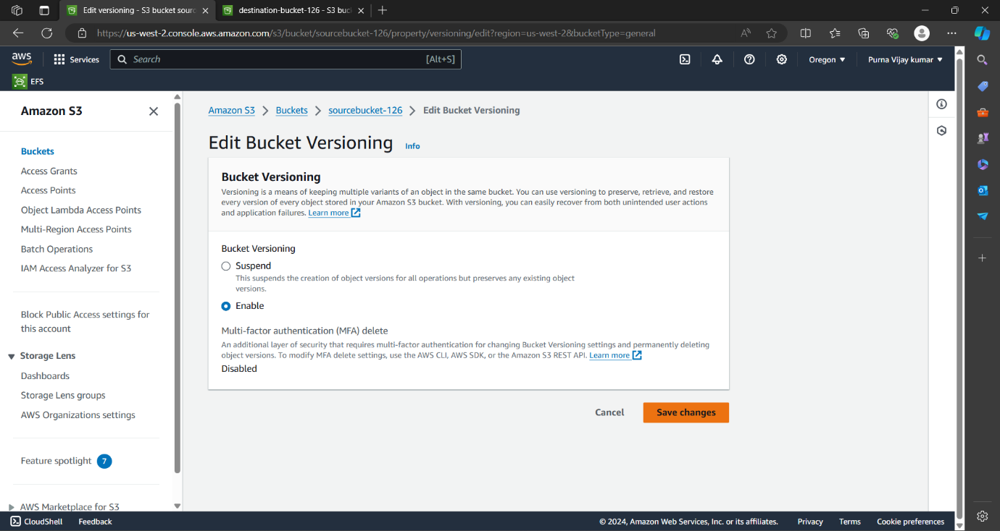 Edit versioning - S3 bucket sourc
destination-bucket-126 - S3 buc
https://us-west-2.console.aws.amazon.com/s3/bucket/sourcebucket-126/property/versioning/edit?region=us-west-2&bucketType=general
aws
Services
Search
[Alt+S]
Oregon
Purna Vijay kumar
EFS
Amazon S3
Buckets
Access Grants
Access Points
Object Lambda Access Points
Multi-Region Access Points
Batch Operations
IAM Access Analyzer for S3
Block Public Access settings for
this account
Storage Lens
Dashboards
Storage Lens groups
AWS Organizations settings
Feature spotlight 7
AWS Marketplace for S3
Amazon S3 > Buckets > sourcebucket-126 > Edit Bucket Versioning
Edit Bucket Versioning Info
Bucket Versioning
Versioning is a means of keeping multiple variants of an object in the same bucket. You can use versioning to preserve, retrieve, and restore
every version of every object stored in your Amazon S3 bucket. With versioning, you can easily recover from both unintended user actions
and application failures. Learn more
Bucket Versioning
Suspend
This suspends the creation of object versions for all operations but preserves any existing object
versions.
Enable
Multi-factor authentication (MFA) delete
An additional layer of security that requires multi-factor authentication for changing Bucket Versioning settings and permanently deleting
object versions. To modify MFA delete settings, use the AWS CLI, AWS SDK, or the Amazon S3 REST API. Learn more
Disabled
Cancel
Save changes
CloudShell
Feedback
© 2024, Amazon Web Services, Inc. or its affiliates.
Privacy
Terms
Cookie preferences